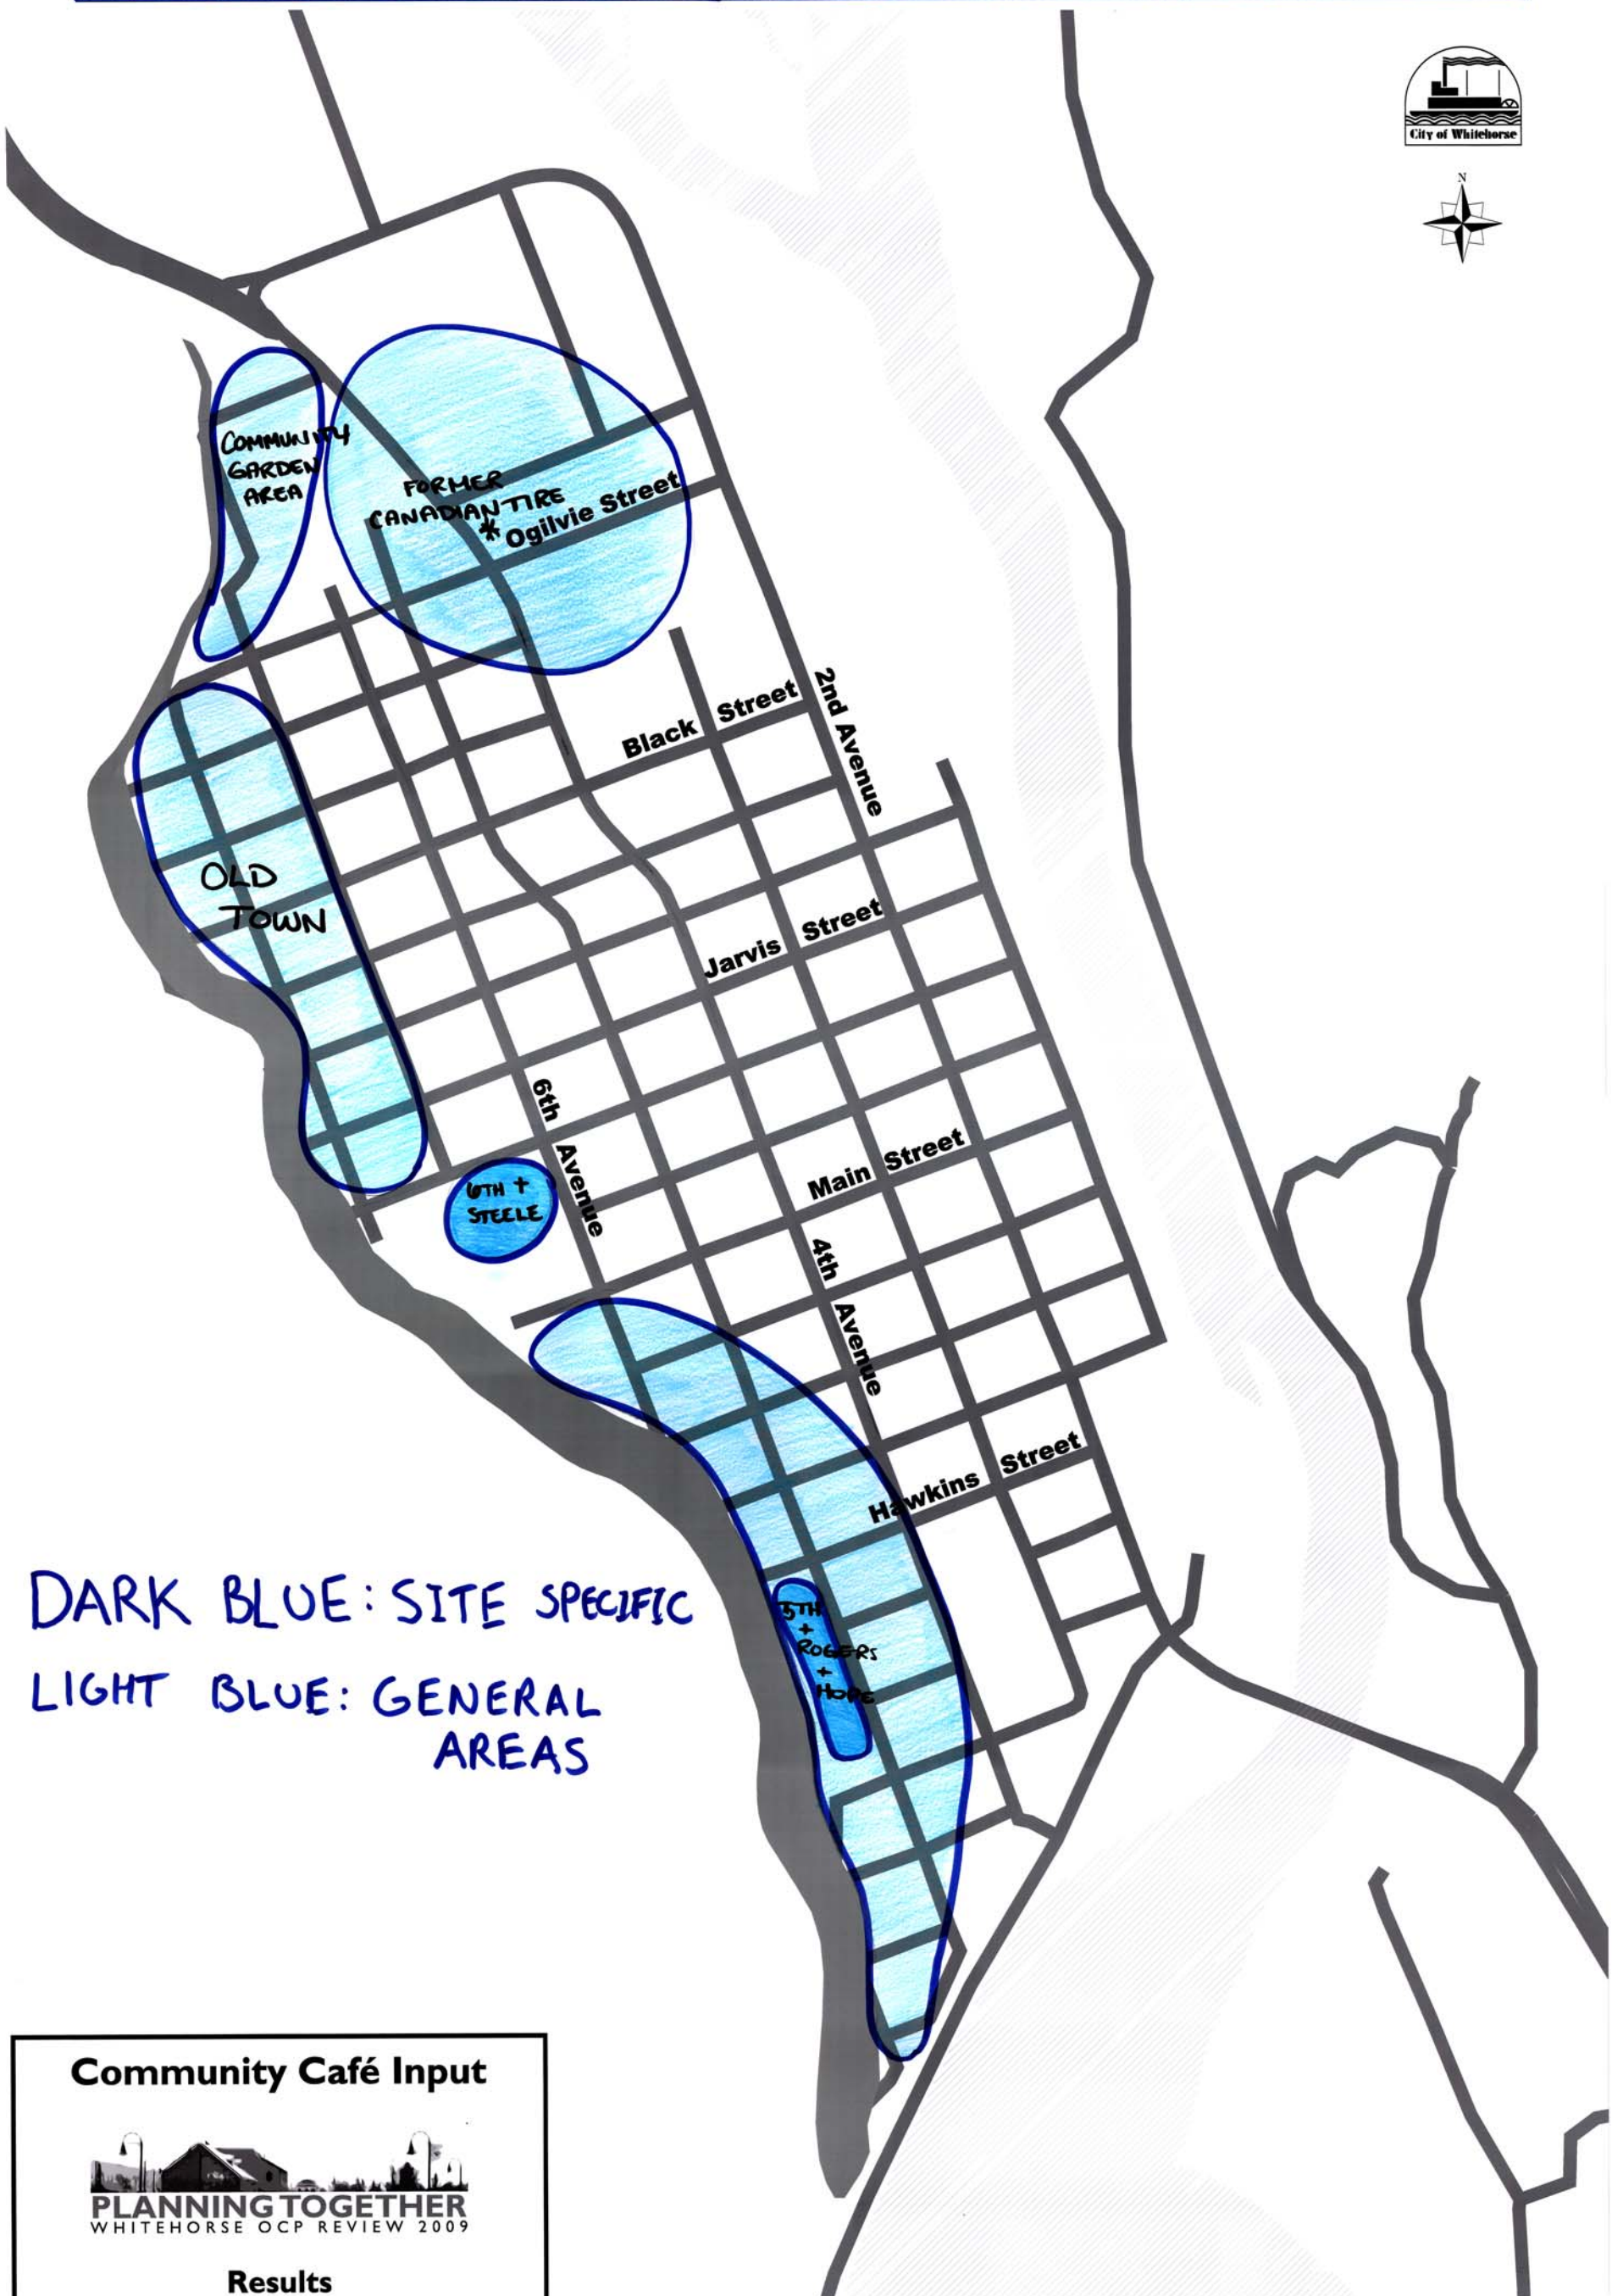 City of Whitehorse
N
COMMUNITY
GARDEN
AREA
FORMER
CANADIAN TIRE
* Ogilvie Street
Black Street
2nd Avenue
OLD
TOWN
Jarvis Street
6th Avenue
6TH +
STEELE
Main Street
4th Avenue
Hawkins Street
5TH
+
ROGERS
+
HOPE
DARK BLUE: SITE SPECIFIC
LIGHT BLUE: GENERAL
AREAS
Community Café Input
PLANNING TOGETHER
WHITEHORSE OCP REVIEW 2009
Results